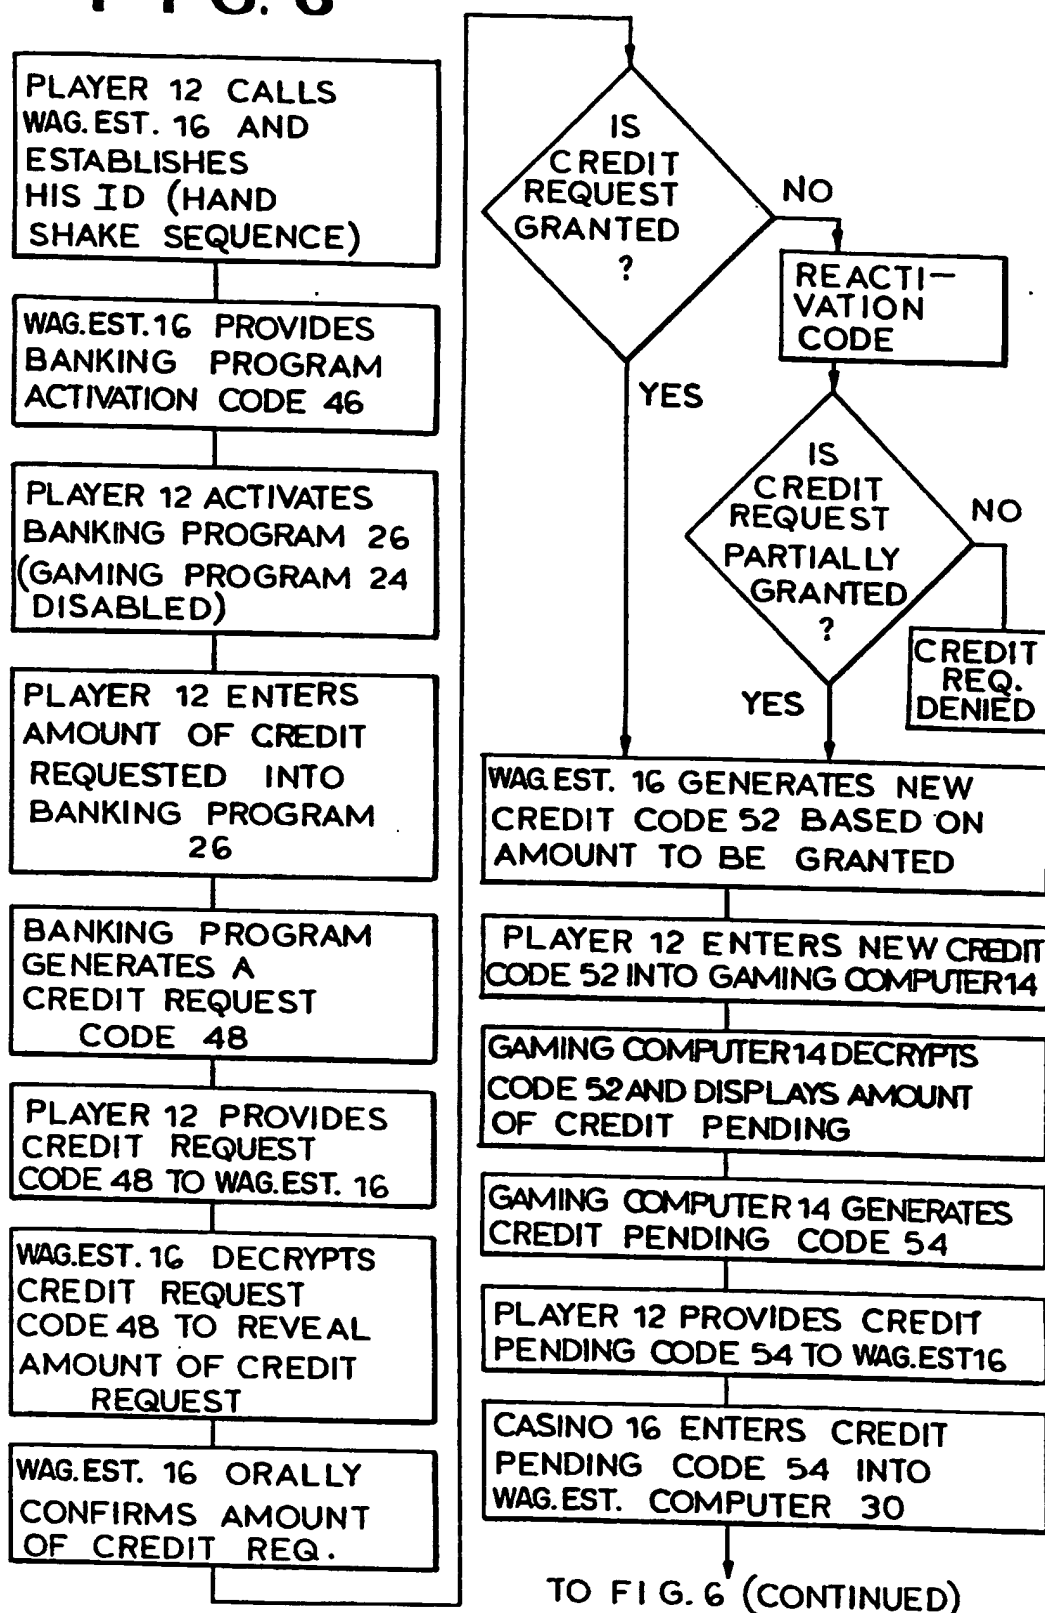 FIG. 6
PLAYER 12 CALLS
WAG.EST. 16 AND
ESTABLISHES
HIS ID (HAND
SHAKE SEQUENCE)
WAG.EST.16 PROVIDES
BANKING PROGRAM
ACTIVATION CODE 46
PLAYER 12 ACTIVATES
BANKING PROGRAM 26
(GAMING PROGRAM 24
DISABLED)
PLAYER 12 ENTERS
AMOUNT OF CREDIT
REQUESTED INTO
BANKING PROGRAM
26
BANKING PROGRAM
GENERATES A
CREDIT REQUEST
CODE 48
PLAYER 12 PROVIDES
CREDIT REQUEST
CODE 48 TO WAG.EST. 16
WAG.EST. 16 DECRYPTS
CREDIT REQUEST
CODE 48 TO REVEAL
AMOUNT OF CREDIT
REQUEST
WAG.EST. 16 ORALLY
CONFIRMS AMOUNT
OF CREDIT REQ.
IS
CREDIT
REQUEST
GRANTED
?
NO
REACTI-
VATION
CODE
YES
IS
CREDIT
REQUEST
PARTIALLY
GRANTED
?
NO
CREDIT
REQ.
DENIED
YES
WAG.EST. 16 GENERATES NEW
CREDIT CODE 52 BASED ON
AMOUNT TO BE GRANTED
PLAYER 12 ENTERS NEW CREDIT
CODE 52 INTO GAMING COMPUTER 14
GAMING COMPUTER 14 DECRYPTS
CODE 52 AND DISPLAYS AMOUNT
OF CREDIT PENDING
GAMING COMPUTER 14 GENERATES
CREDIT PENDING CODE 54
PLAYER 12 PROVIDES CREDIT
PENDING CODE 54 TO WAG.EST16
CASINO 16 ENTERS CREDIT
PENDING CODE 54 INTO
WAG.EST. COMPUTER 30
TO FIG. 6 (CONTINUED)